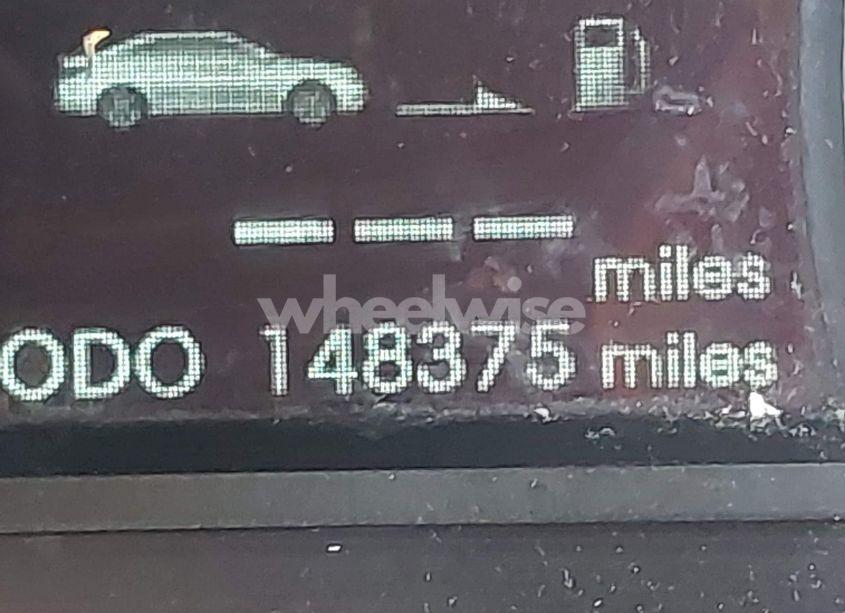 --- miles
wheelwise
ODO 148375 miles